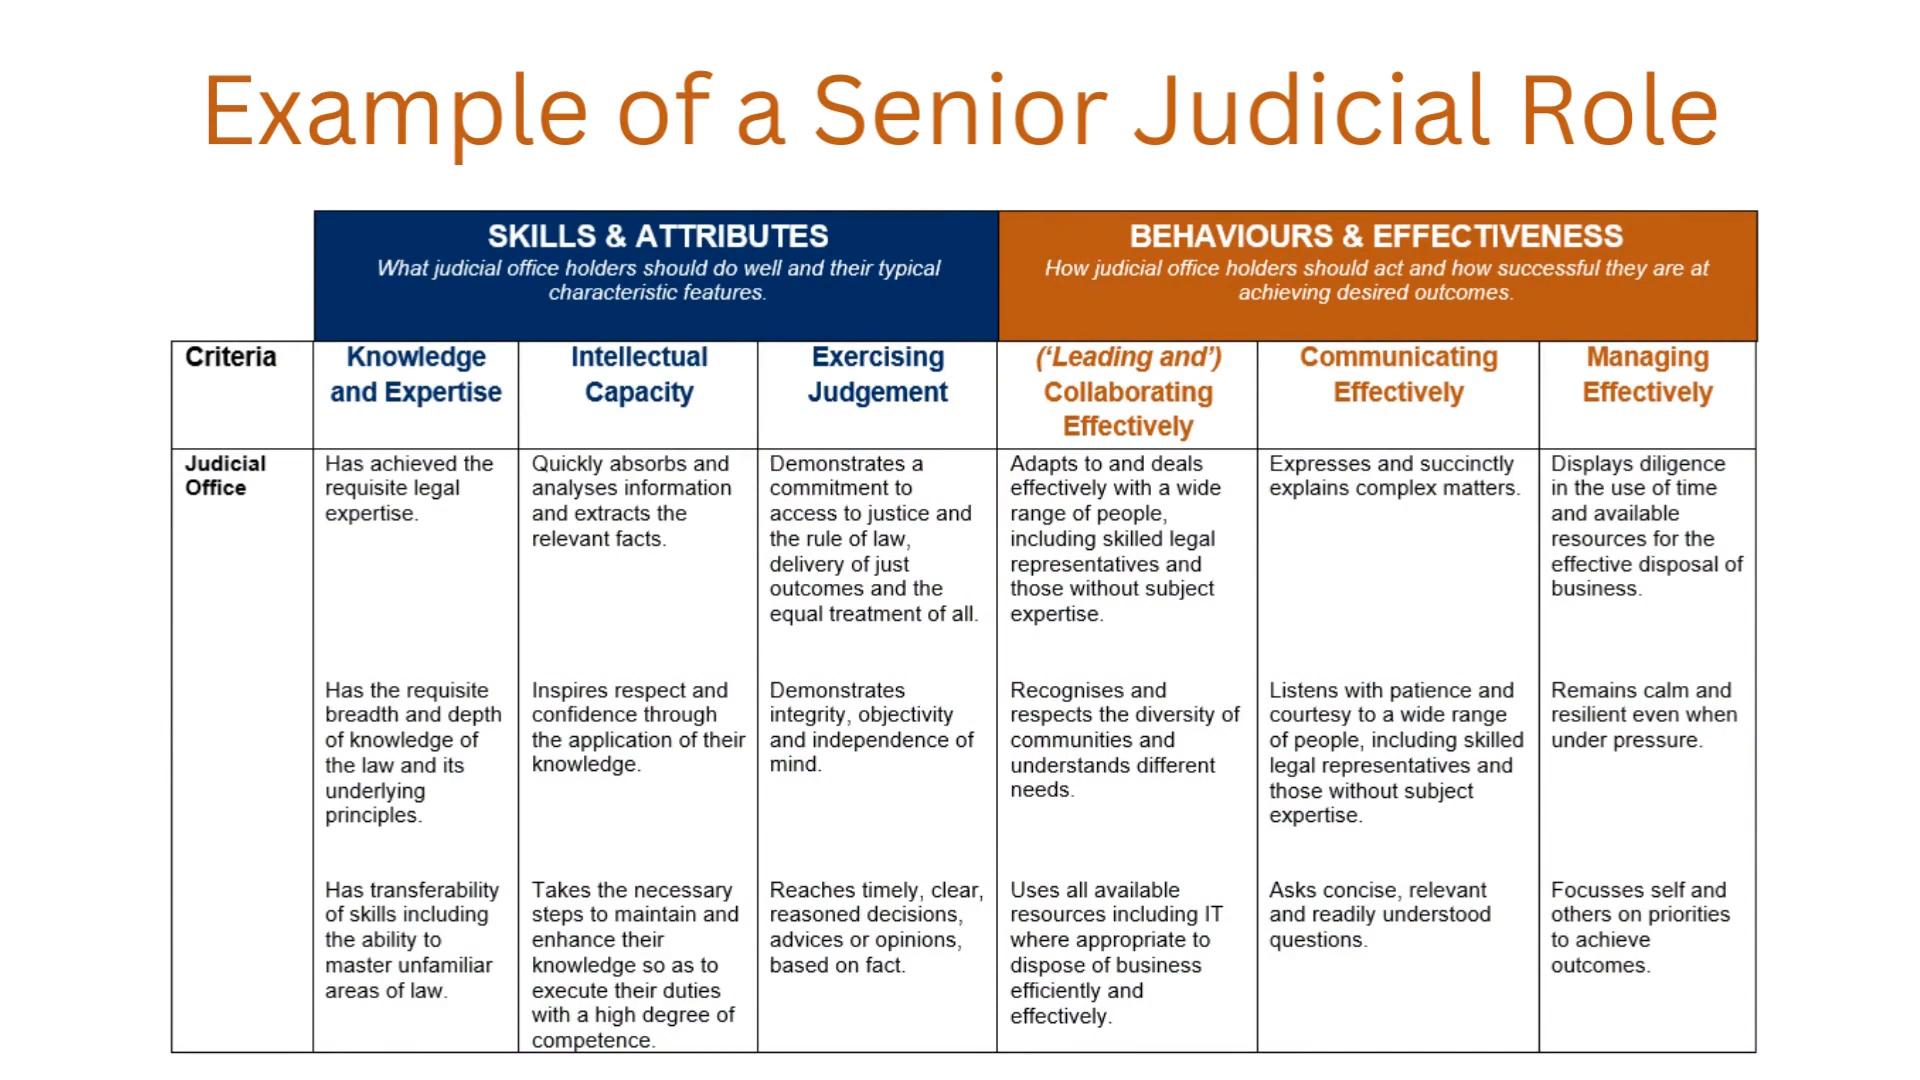 Example of a Senior Judicial Role
SKILLS & ATTRIBUTES
What judicial office holders should do well and their typical
characteristic features.
BEHAVIOURS & EFFECTIVENESS
How judicial office holders should act and how successful they are at
achieving desired outcomes.
Criteria
Knowledge
and Expertise
Intellectual
Capacity
Exercising
Judgement
(‘Leading and’)
Collaborating
Effectively
Communicating
Effectively
Managing
Effectively
Judicial
Office
Has achieved the
requisite legal
expertise.
Quickly absorbs and
analyses information
and extracts the
relevant facts.
Demonstrates a
commitment to
access to justice and
the rule of law,
delivery of just
outcomes and the
equal treatment of all.
Adapts to and deals
effectively with a wide
range of people,
including skilled legal
representatives and
those without subject
expertise.
Expresses and succinctly
explains complex matters.
Displays diligence
in the use of time
and available
resources for the
effective disposal of
business.
Has the requisite
breadth and depth
of knowledge of
the law and its
underlying
principles.
Inspires respect and
confidence through
the application of their
knowledge.
Demonstrates
integrity, objectivity
and independence of
mind.
Recognises and
respects the diversity of
communities and
understands different
needs.
Listens with patience and
courtesy to a wide range
of people, including skilled
legal representatives and
those without subject
expertise.
Remains calm and
resilient even when
under pressure.
Has transferability
of skills including
the ability to
master unfamiliar
areas of law.
Takes the necessary
steps to maintain and
enhance their
knowledge so as to
execute their duties
with a high degree of
competence.
Reaches timely, clear,
reasoned decisions,
advices or opinions,
based on fact.
Uses all available
resources including IT
where appropriate to
dispose of business
efficiently and
effectively.
Asks concise, relevant
and readily understood
questions.
Focusses self and
others on priorities
to achieve
outcomes.